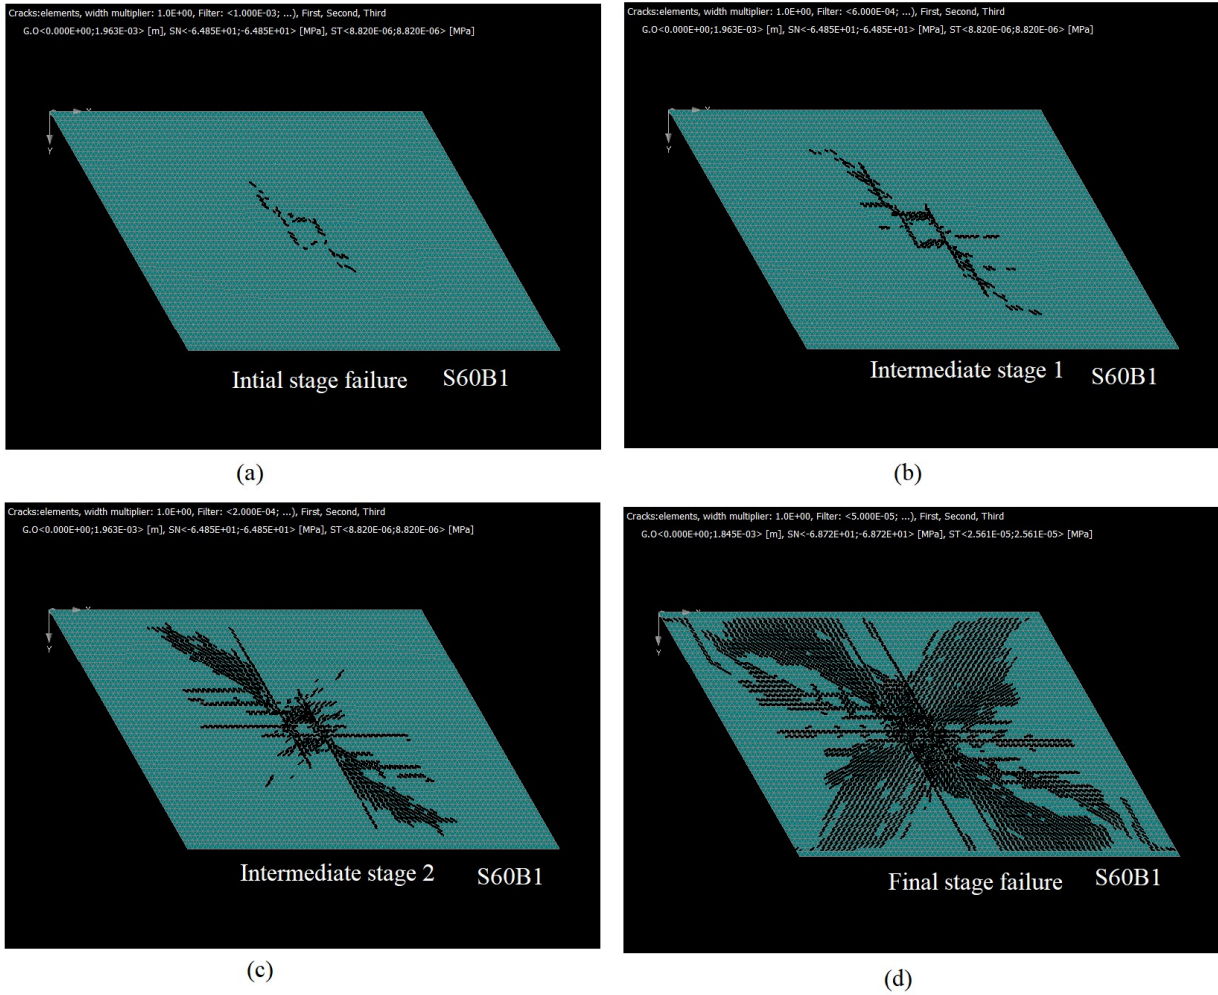 Cracks:elements, width multiplier: 1.0E+00, Filter: <1.000E-03; ...), First, Second, Third
G.O<0.000E+00;1.963E-03> [m], SN<-6.485E+01;-6.485E+01> [MPa], ST<8.820E-06;8.820E-06> [MPa]
X
Y
Intial stage failure S60B1
(a)
Cracks:elements, width multiplier: 1.0E+00, Filter: <6.000E-04; ...), First, Second, Third
G.O<0.000E+00;1.963E-03> [m], SN<-6.485E+01;-6.485E+01> [MPa], ST<8.820E-06;8.820E-06> [MPa]
X
Y
Intermediate stage 1 S60B1
(b)
Cracks:elements, width multiplier: 1.0E+00, Filter: <2.000E-04; ...), First, Second, Third
G.O<0.000E+00;1.963E-03> [m], SN<-6.485E+01;-6.485E+01> [MPa], ST<8.820E-06;8.820E-06> [MPa]
X
Y
Intermediate stage 2 S60B1
(c)
Cracks:elements, width multiplier: 1.0E+00, Filter: <5.000E-05; ...), First, Second, Third
G.O<0.000E+00;1.845E-03> [m], SN<-6.872E+01;-6.872E+01> [MPa], ST<2.561E-05;2.561E-05> [MPa]
X
Y
Final stage failure S60B1
(d)